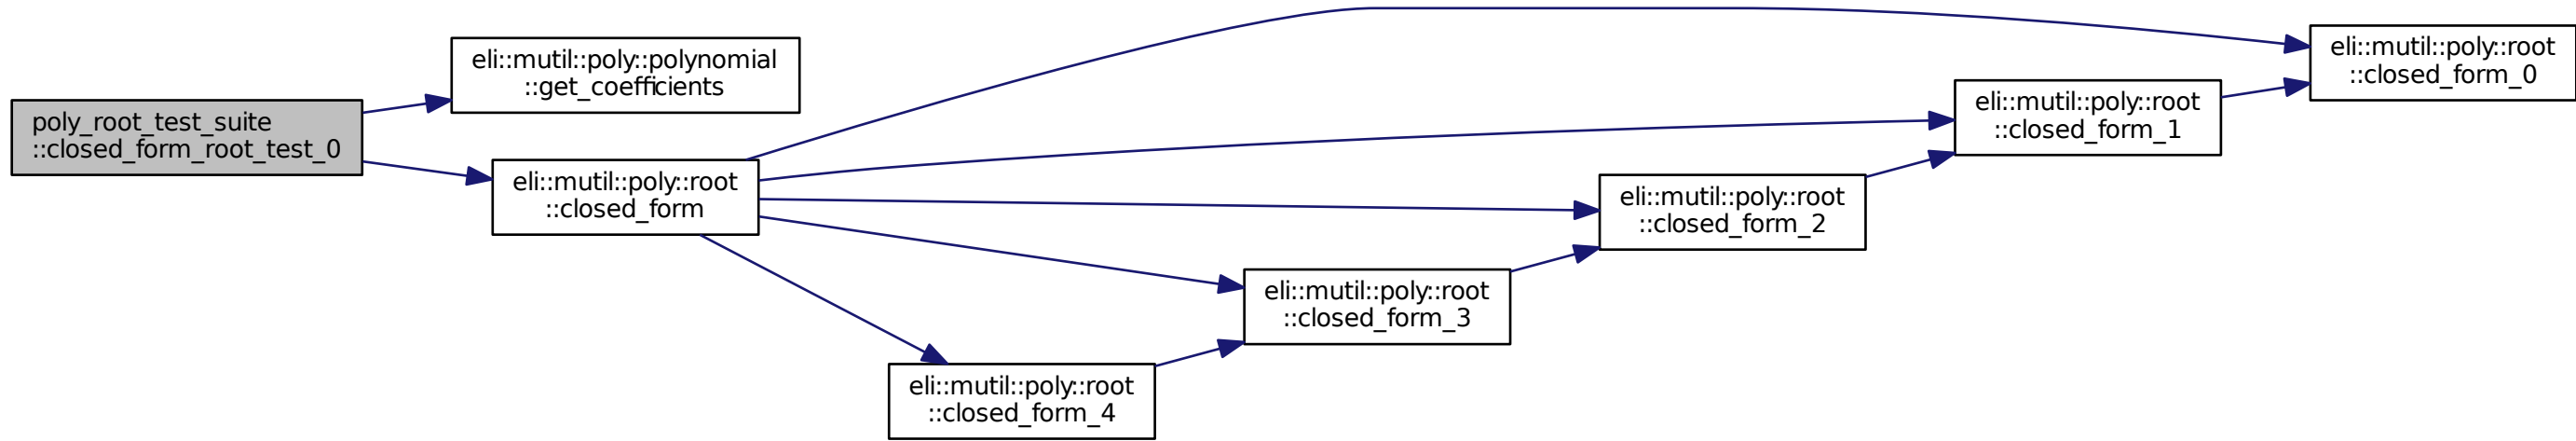 poly_root_test_suite
::closed_form_root_test_0
eli::mutil::poly::polynomial
::get_coefficients
eli::mutil::poly::root
::closed_form
eli::mutil::poly::root
::closed_form_4
eli::mutil::poly::root
::closed_form_3
eli::mutil::poly::root
::closed_form_2
eli::mutil::poly::root
::closed_form_1
eli::mutil::poly::root
::closed_form_0